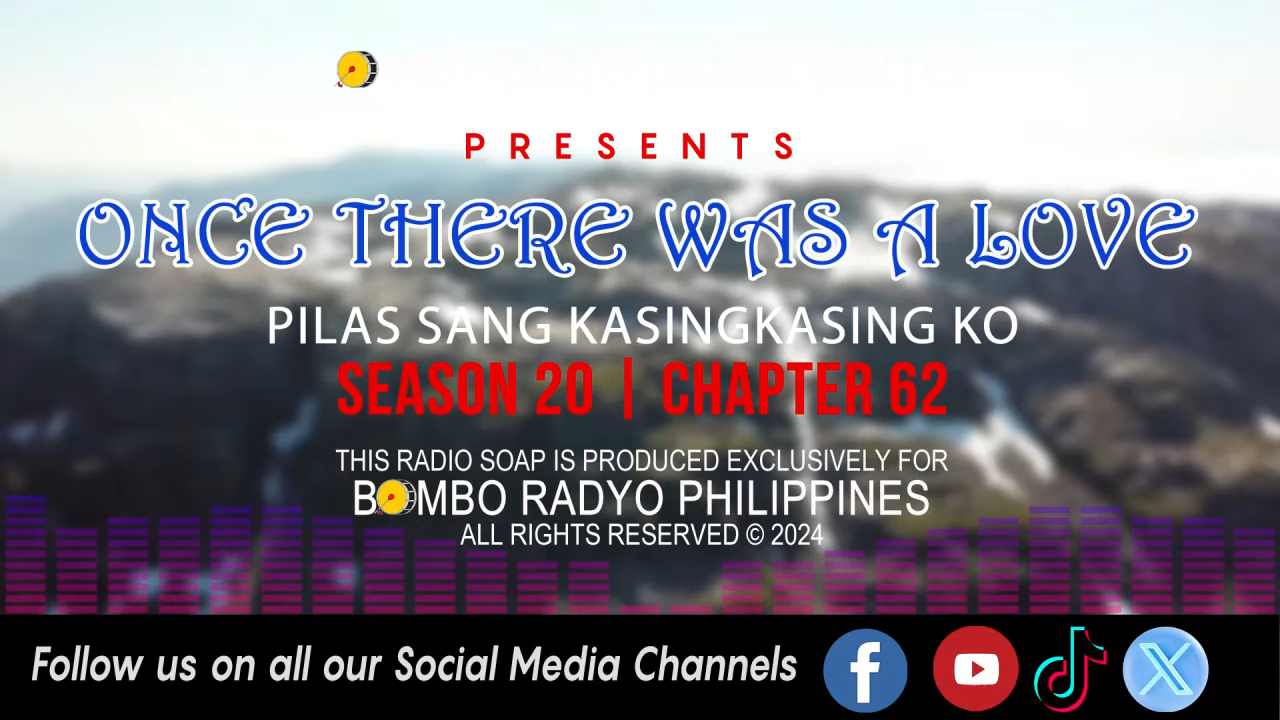 PRESENTS
ONCE THERE WAS A LOVE
PILAS SANG KASINGKASING KO
SEASON 20 | CHAPTER 62
THIS RADIO SOAP IS PRODUCED EXCLUSIVELY FOR
BOMBO RADYO PHILIPPINES
ALL RIGHTS RESERVED © 2024
Follow us on all our Social Media Channels